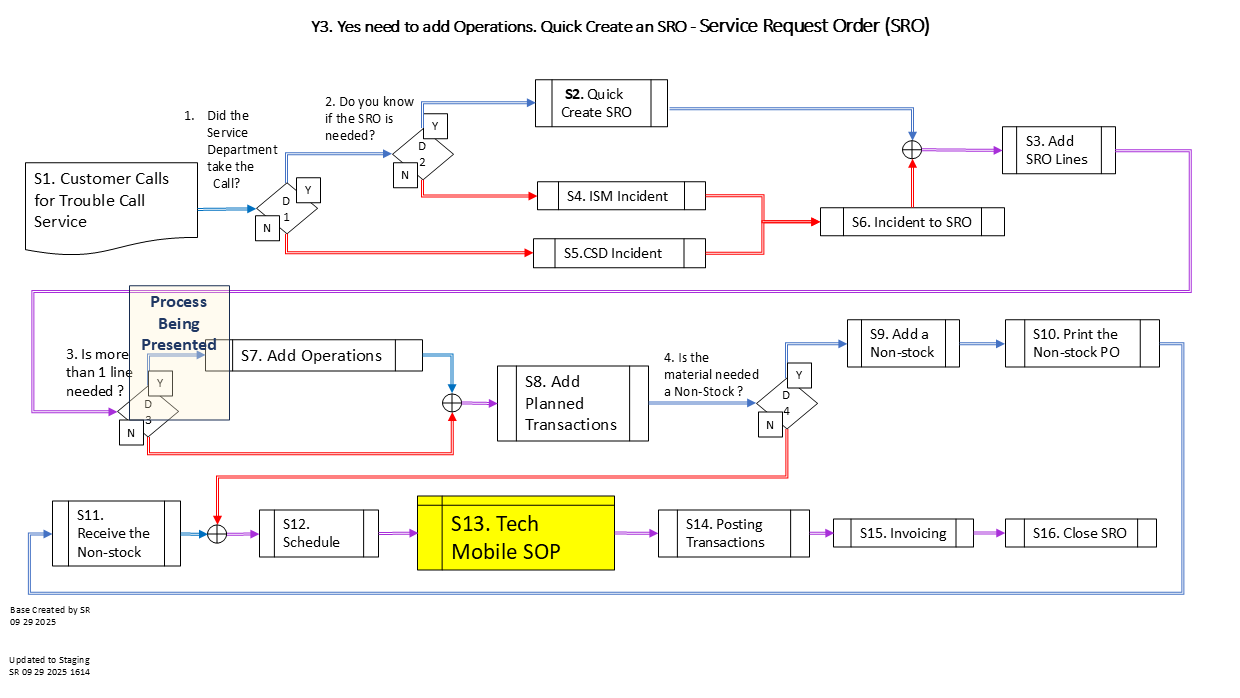 Y3. Yes need to add Operations. Quick Create an SRO - Service Request Order (SRO)
1. Did the
Service
Department
take the
Call?
2. Do you know
if the SRO is
needed?
S2. Quick
Create SRO
Y
D
2
N
S3. Add
SRO Lines
S1. Customer Calls
for Trouble Call
Service
Y
D
1
N
S4. ISM Incident
S6. Incident to SRO
S5.CSD Incident
Process
Being
Presented
3. Is more
than 1 line
needed ?
Y
D
3
N
S7. Add Operations
S8. Add
Planned
Transactions
4. Is the
material needed
a Non-Stock ?
Y
D
4
N
S9. Add a
Non-stock
S10. Print the
Non-stock PO
S11.
Receive the
Non-stock
S12.
Schedule
S13. Tech
Mobile SOP
S14. Posting
Transactions
S15. Invoicing
S16. Close SRO
Base Created by SR
09 29 2025
Updated to Staging
SR 09 29 2025 1614